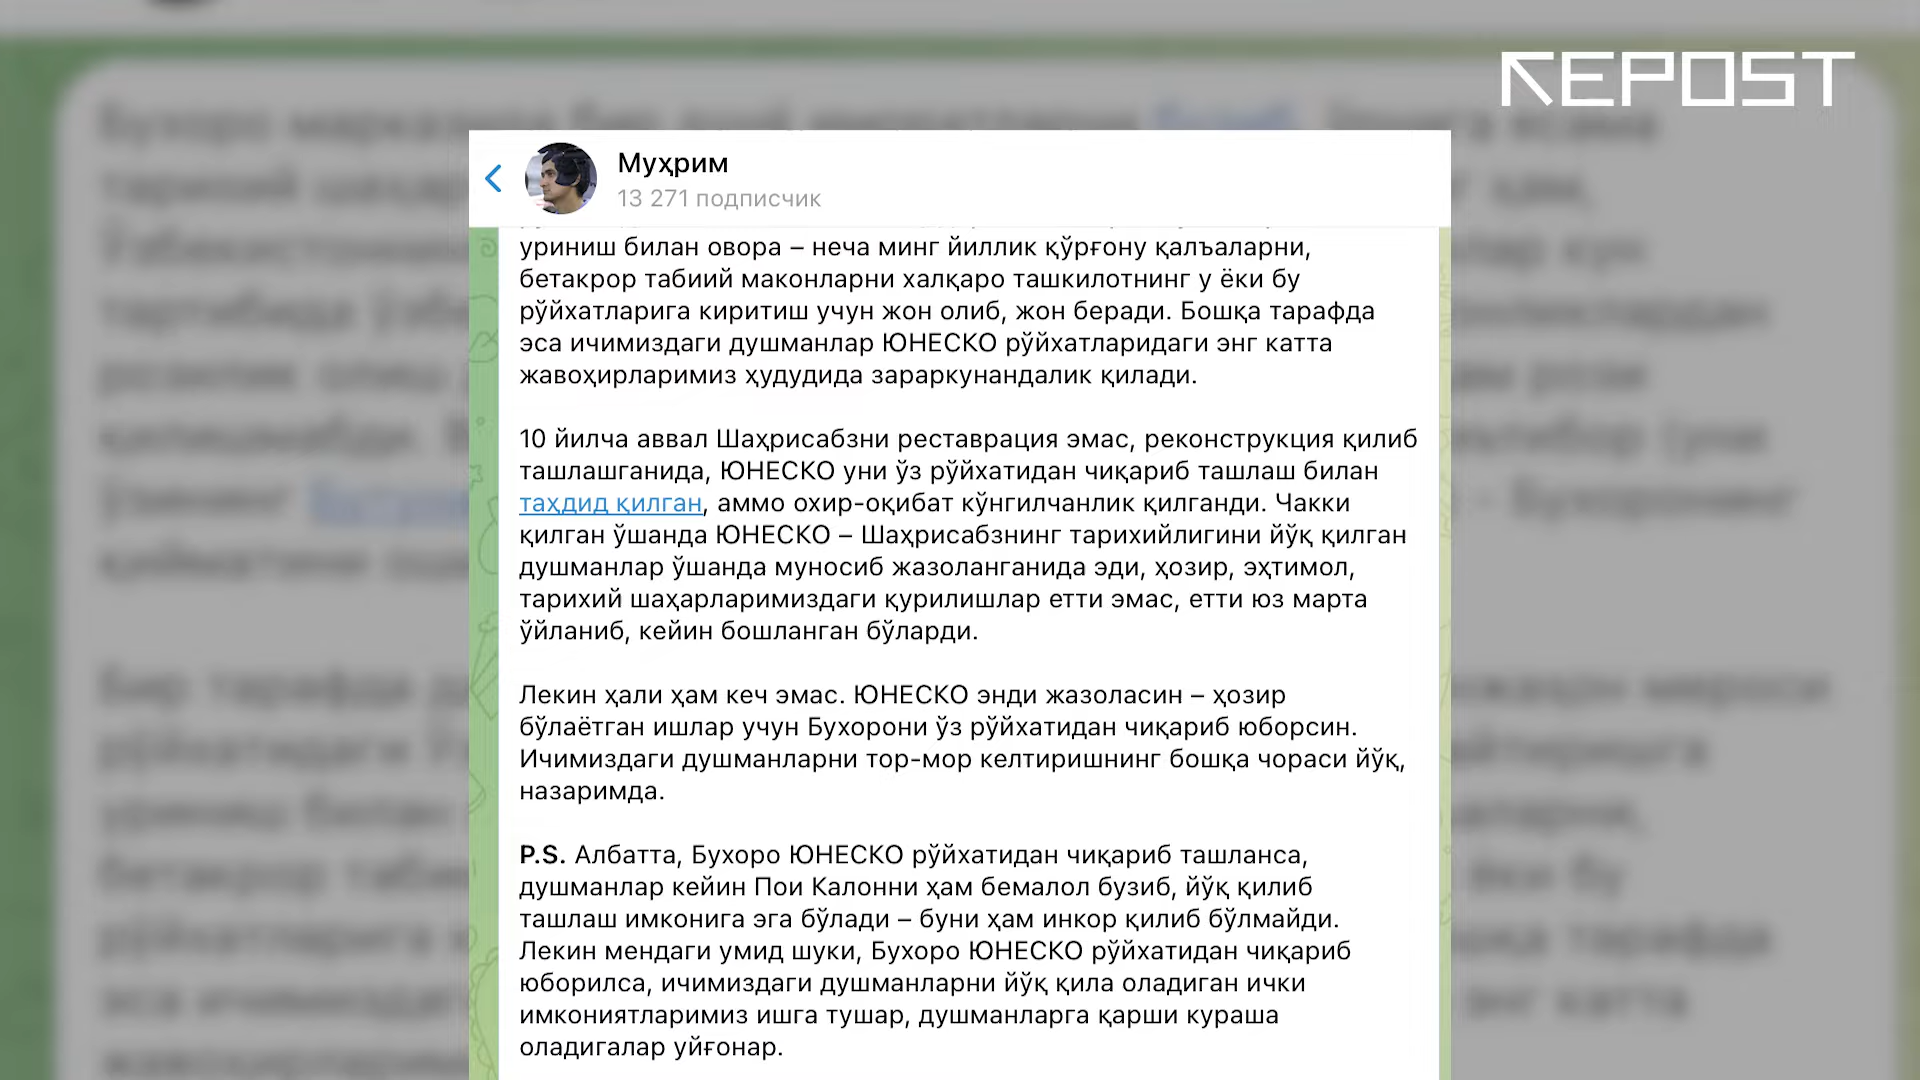 REPOST
Муҳрим
13 271 подписчик
уриниш билан овора – неча минг йиллик қўрғону қалъаларни,
бетакрор табиий маконларни халқаро ташкилотнинг у ёки бу
рўйхатларига киритиш учун жон олиб, жон беради. Бошқа тарафда
эса ичимиздаги душманлар ЮНЕСКО рўйхатларидаги энг катта
жавоҳирларимиз ҳудудида зараркунандалик қилади.
10 йилча аввал Шаҳрисабзни реставрация эмас, реконструкция қилиб
ташлашганида, ЮНЕСКО уни ўз рўйхатидан чиқариб ташлаш билан
таҳдид қилган, аммо охир-оқибат кўнгилчанлик қилганди. Чакки
қилган ўшанда ЮНЕСКО – Шаҳрисабзнинг тарихийлигини йўқ қилган
душманлар ўшанда муносиб жазоланганида эди, ҳозир, эҳтимол,
тарихий шаҳарларимиздаги қурилишлар етти эмас, етти юз марта
ўйланиб, кейин бошланган бўларди.
Лекин ҳали ҳам кеч эмас. ЮНЕСКО энди жазоласин – ҳозир
бўлаётган ишлар учун Бухорони ўз рўйхатидан чиқариб юборсин.
Ичимиздаги душманларни тор-мор келтиришнинг бошқа чораси йўқ,
назаримда.
P.S. Албатта, Бухоро ЮНЕСКО рўйхатидан чиқариб ташланса,
душманлар кейин Пои Калонни ҳам бемалол бузиб, йўқ қилиб
ташлаш имконига эга бўлади – буни ҳам инкор қилиб бўлмайди.
Лекин мендаги умид шуки, Бухоро ЮНЕСКО рўйхатидан чиқариб
юборилса, ичимиздаги душманларни йўқ қила оладиган ички
имкониятларимиз ишга тушар, душманларга қарши кураша
оладигалар уйғонар.